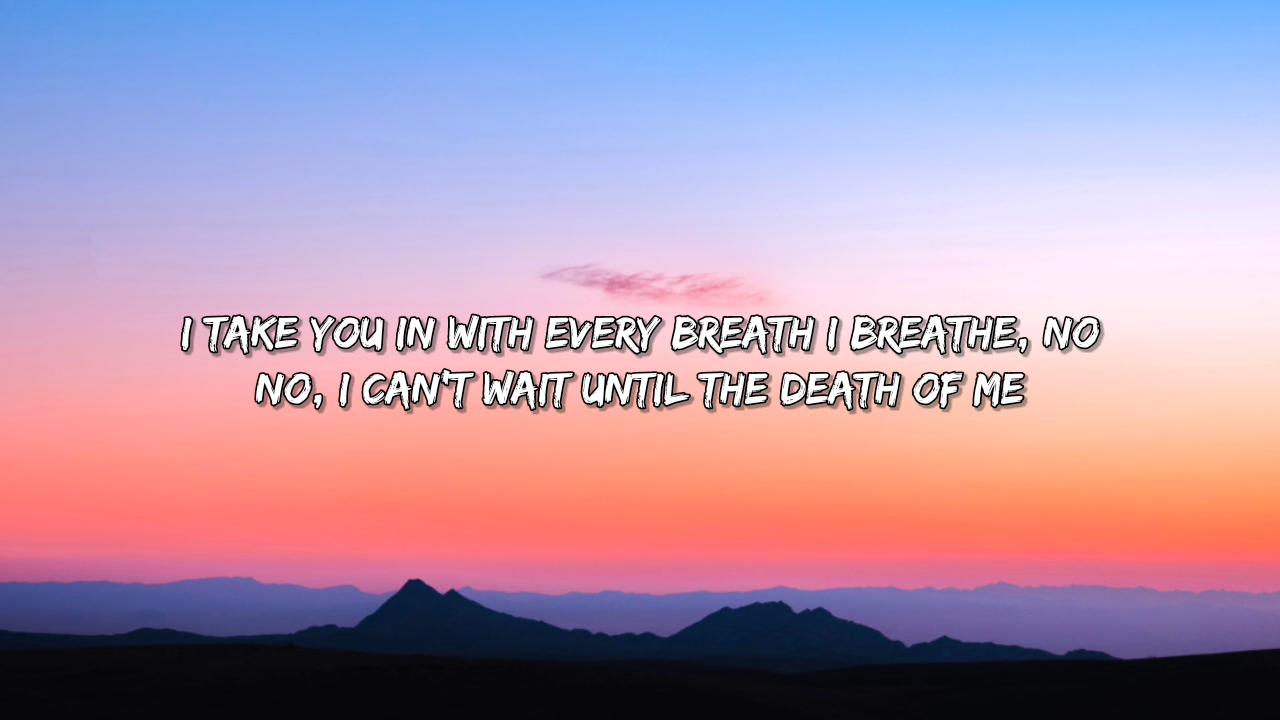 I TAKE YOU IN WITH EVERY BREATH I BREATHE, NO
NO, I CAN'T WAIT UNTIL THE DEATH OF ME